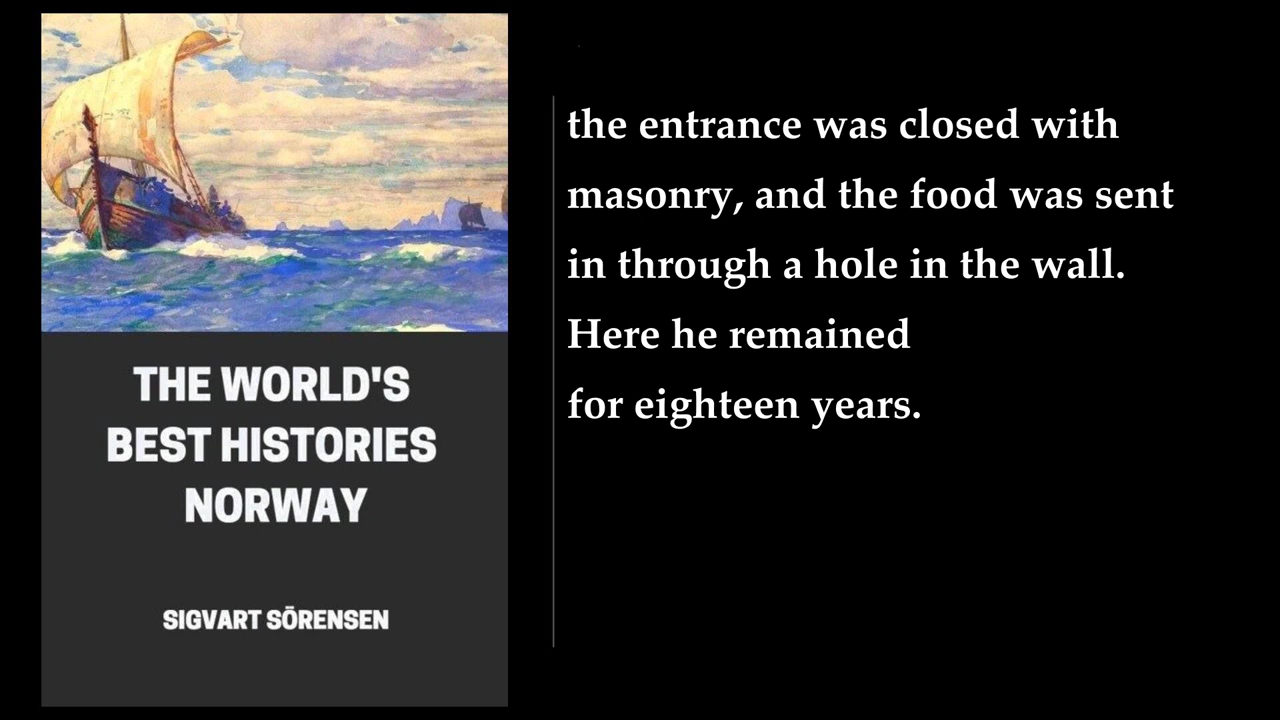 THE WORLD'S
BEST HISTORIES
NORWAY
SIGVART SÖRENSEN
the entrance was closed with
masonry, and the food was sent
in through a hole in the wall.
Here he remained
for eighteen years.